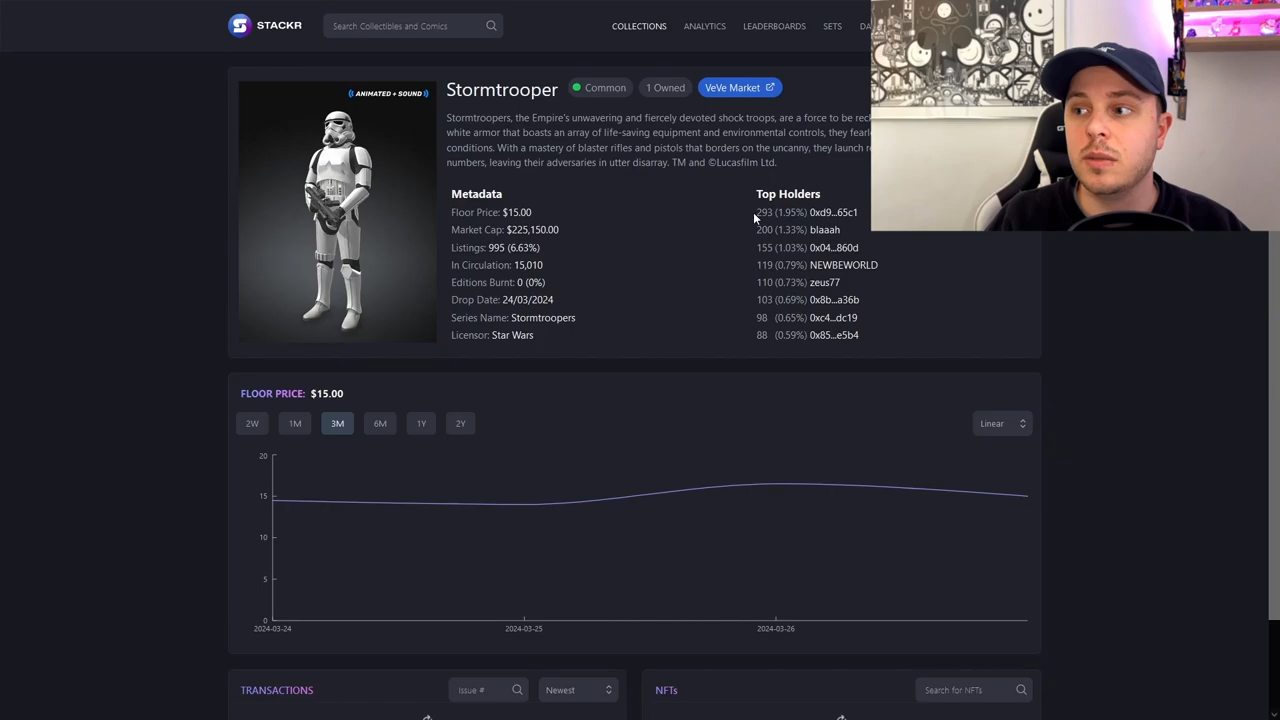 STACKR
Search Collectibles and Comics
COLLECTIONS
ANALYTICS
LEADERBOARDS
SETS
ANIMATED + SOUND
Stormtrooper
Common
1 Owned
VeVe Market
Stormtroopers, the Empire's unwavering and fiercely devoted shock troops, are a force to be
white armor that boasts an array of life-saving equipment and environmental controls, they
conditions. With a mastery of blaster rifles and pistols that borders on the uncanny, they launch
numbers, leaving their adversaries in utter disarray. TM and ©Lucasfilm Ltd.
Metadata
Floor Price: $15.00
Market Cap: $225,150.00
Listings: 995 (6.63%)
In Circulation: 15,010
Editions Burnt: 0 (0%)
Drop Date: 24/03/2024
Series Name: Stormtroopers
Licensor: Star Wars
Top Holders
293 (1.95%) 0xd9...65c1
200 (1.33%) blaaah
155 (1.03%) 0x04...860d
119 (0.79%) NEWBEWORLD
110 (0.73%) zeus77
103 (0.69%) 0x8b...a36b
98 (0.65%) 0xc4...dc19
88 (0.59%) 0x85...e5b4
FLOOR PRICE: $15.00
2W
1M
3M
6M
1Y
2Y
Linear
20
15
10
5
0
2024-03-24
2024-03-25
2024-03-26
TRANSACTIONS
Issue #
Newest
NFTs
Search for NFTs